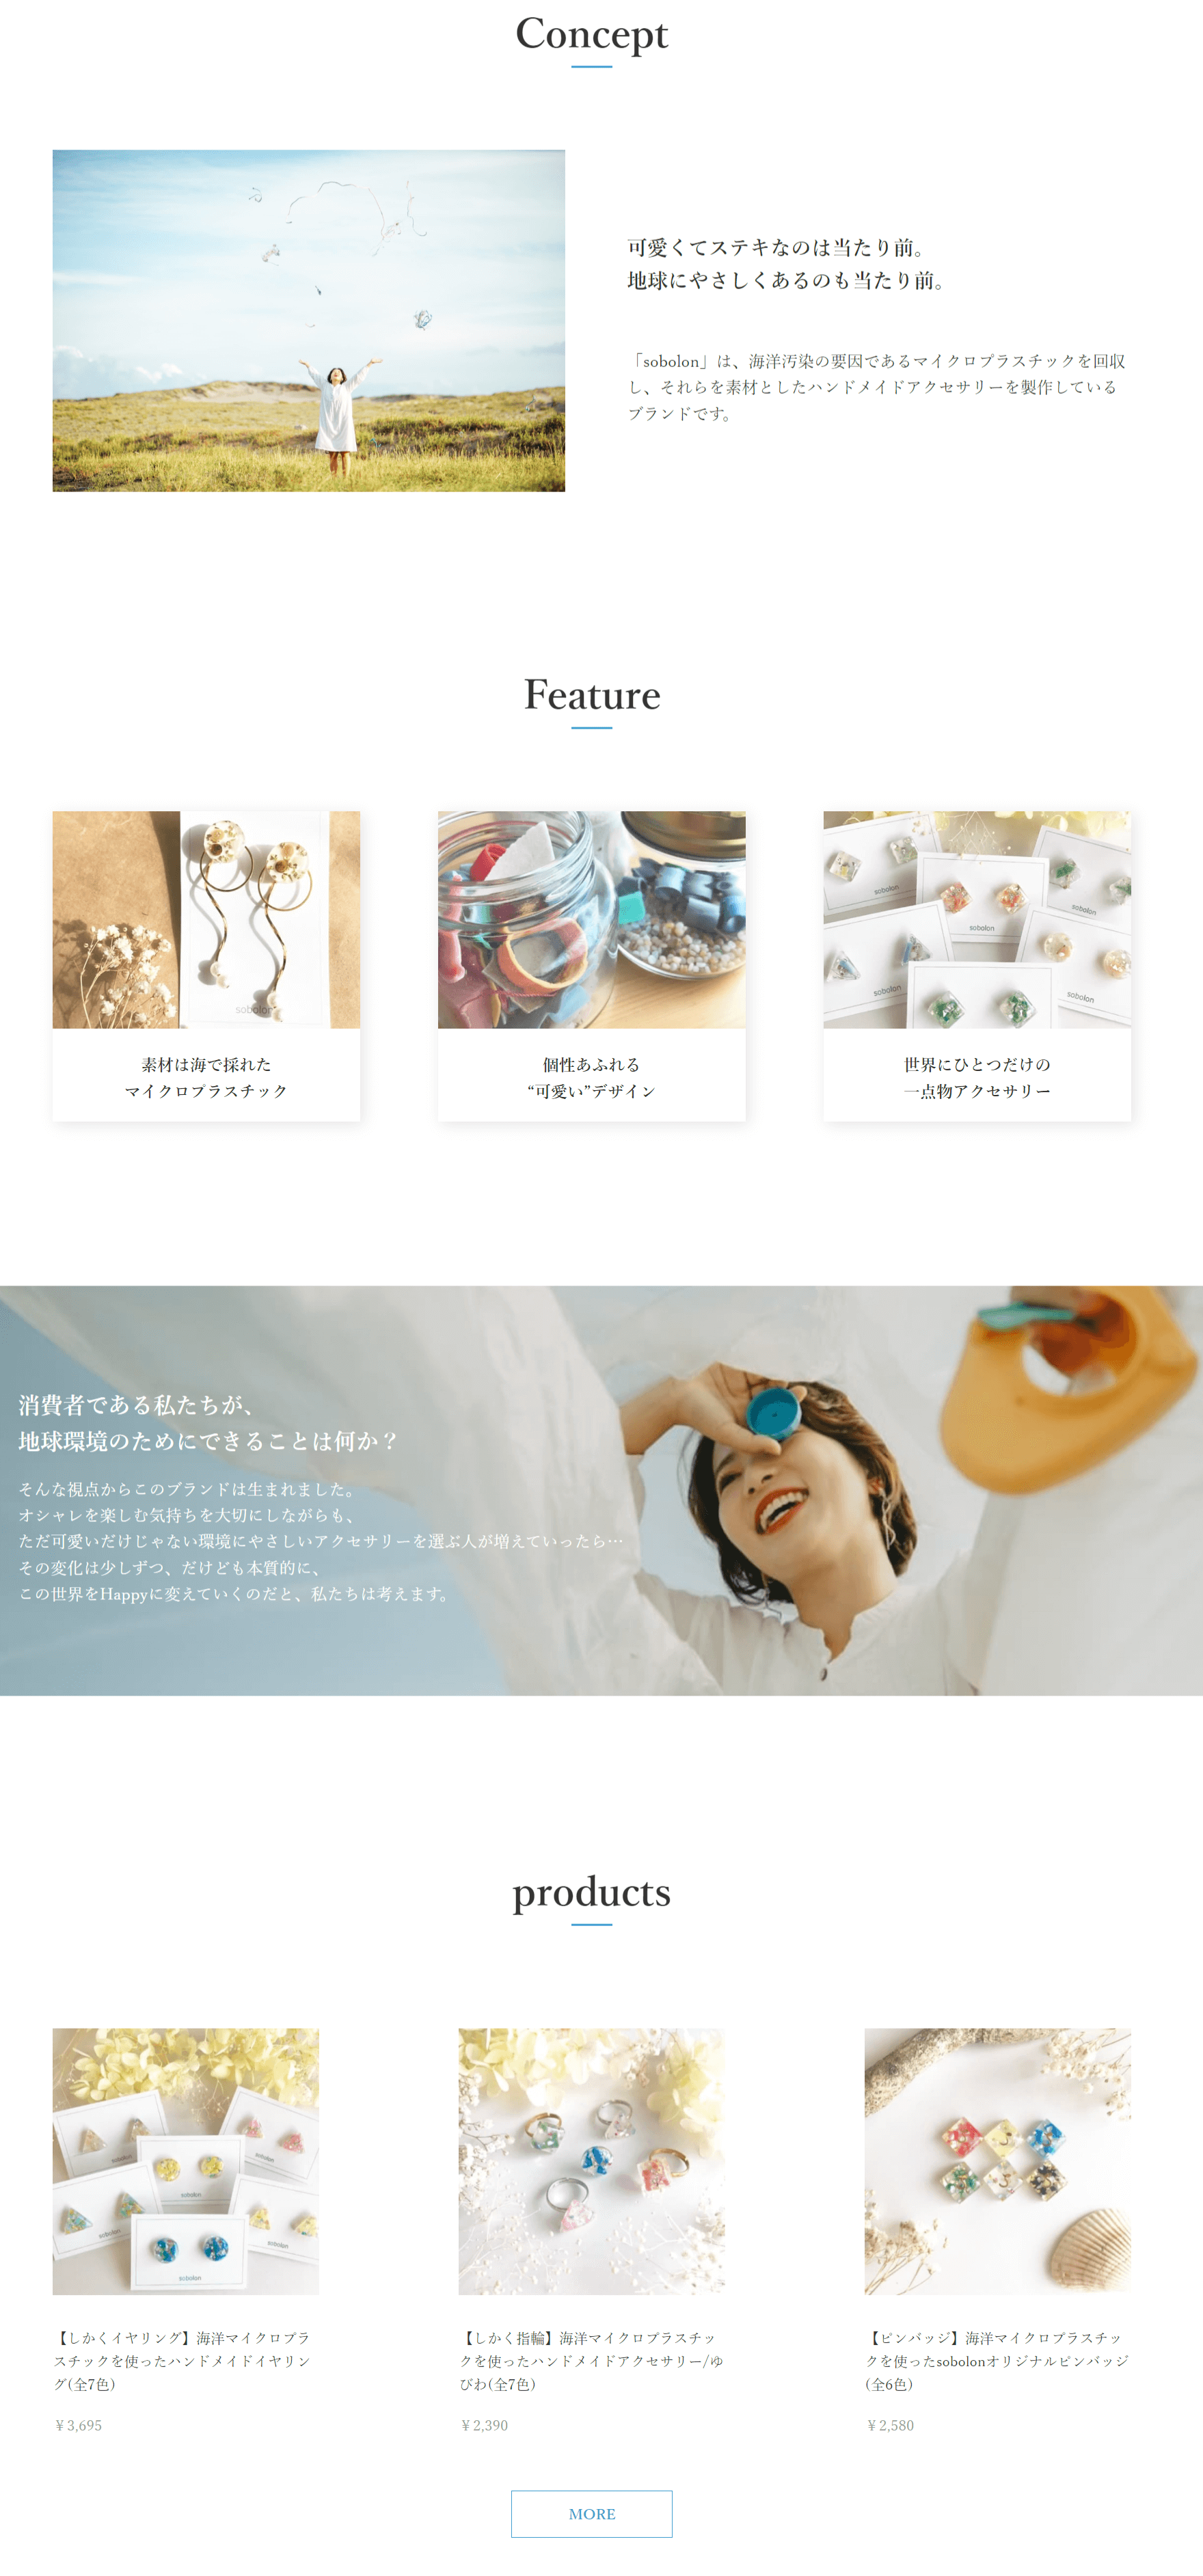 Concept
可愛くてステキなのは当たり前。
地球にやさしくあるのも当たり前。
「sobolon」は、海洋汚染の要因であるマイクロプラスチックを回収
し、それらを素材としたハンドメイドアクセサリーを製作している
ブランドです。
Feature
sobolon
sobolon
sobolon
sobolon
sobolon
sobolon
素材は海で採れた
マイクロプラスチック
個性あふれる
“可愛い”デザイン
世界にひとつだけの
一点物アクセサリー
消費者である私たちが、
地球環境のためにできることは何か？
そんな視点からこのブランドは生まれました。
オシャレを楽しむ気持ちを大切にしながらも、
ただ可愛いだけじゃない環境にやさしいアクセサリーを選ぶ人が増えていったら…
その変化は少しずつ、だけども本質的に、
この世界をHappyに変えていくのだと、私たちは考えます。
products
sobolon
sobolon
sobolon
sobolon
sobolon
【しかくイヤリング】海洋マイクロプラ
スチックを使ったハンドメイドイヤリン
グ(全7色)
¥3,695
【しかく指輪】海洋マイクロプラスチッ
クを使ったハンドメイドアクセサリー/ゆ
びわ(全7色)
¥2,390
【ピンバッジ】海洋マイクロプラスチッ
クを使ったsobolonオリジナルピンバッジ
(全6色)
¥2,580
MORE